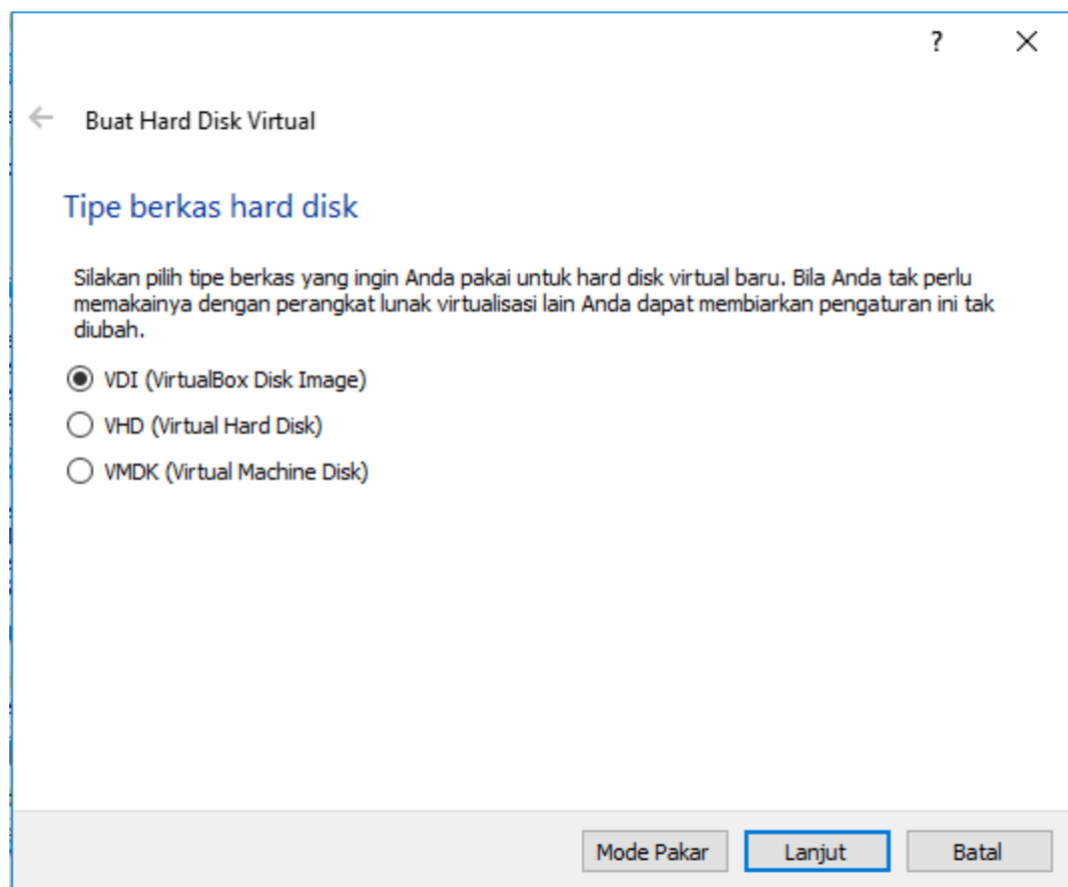 ?
Buat Hard Disk Virtual
Tipe berkas hard disk
Silakan pilih tipe berkas yang ingin Anda pakai untuk hard disk virtual baru. Bila Anda tak perlu
memakainya dengan perangkat lunak virtualisasi lain Anda dapat membiarkan pengaturan ini tak
diubah.
VDI (VirtualBox Disk Image)
VHD (Virtual Hard Disk)
VMDK (Virtual Machine Disk)
Mode Pakar Lanjut Batal